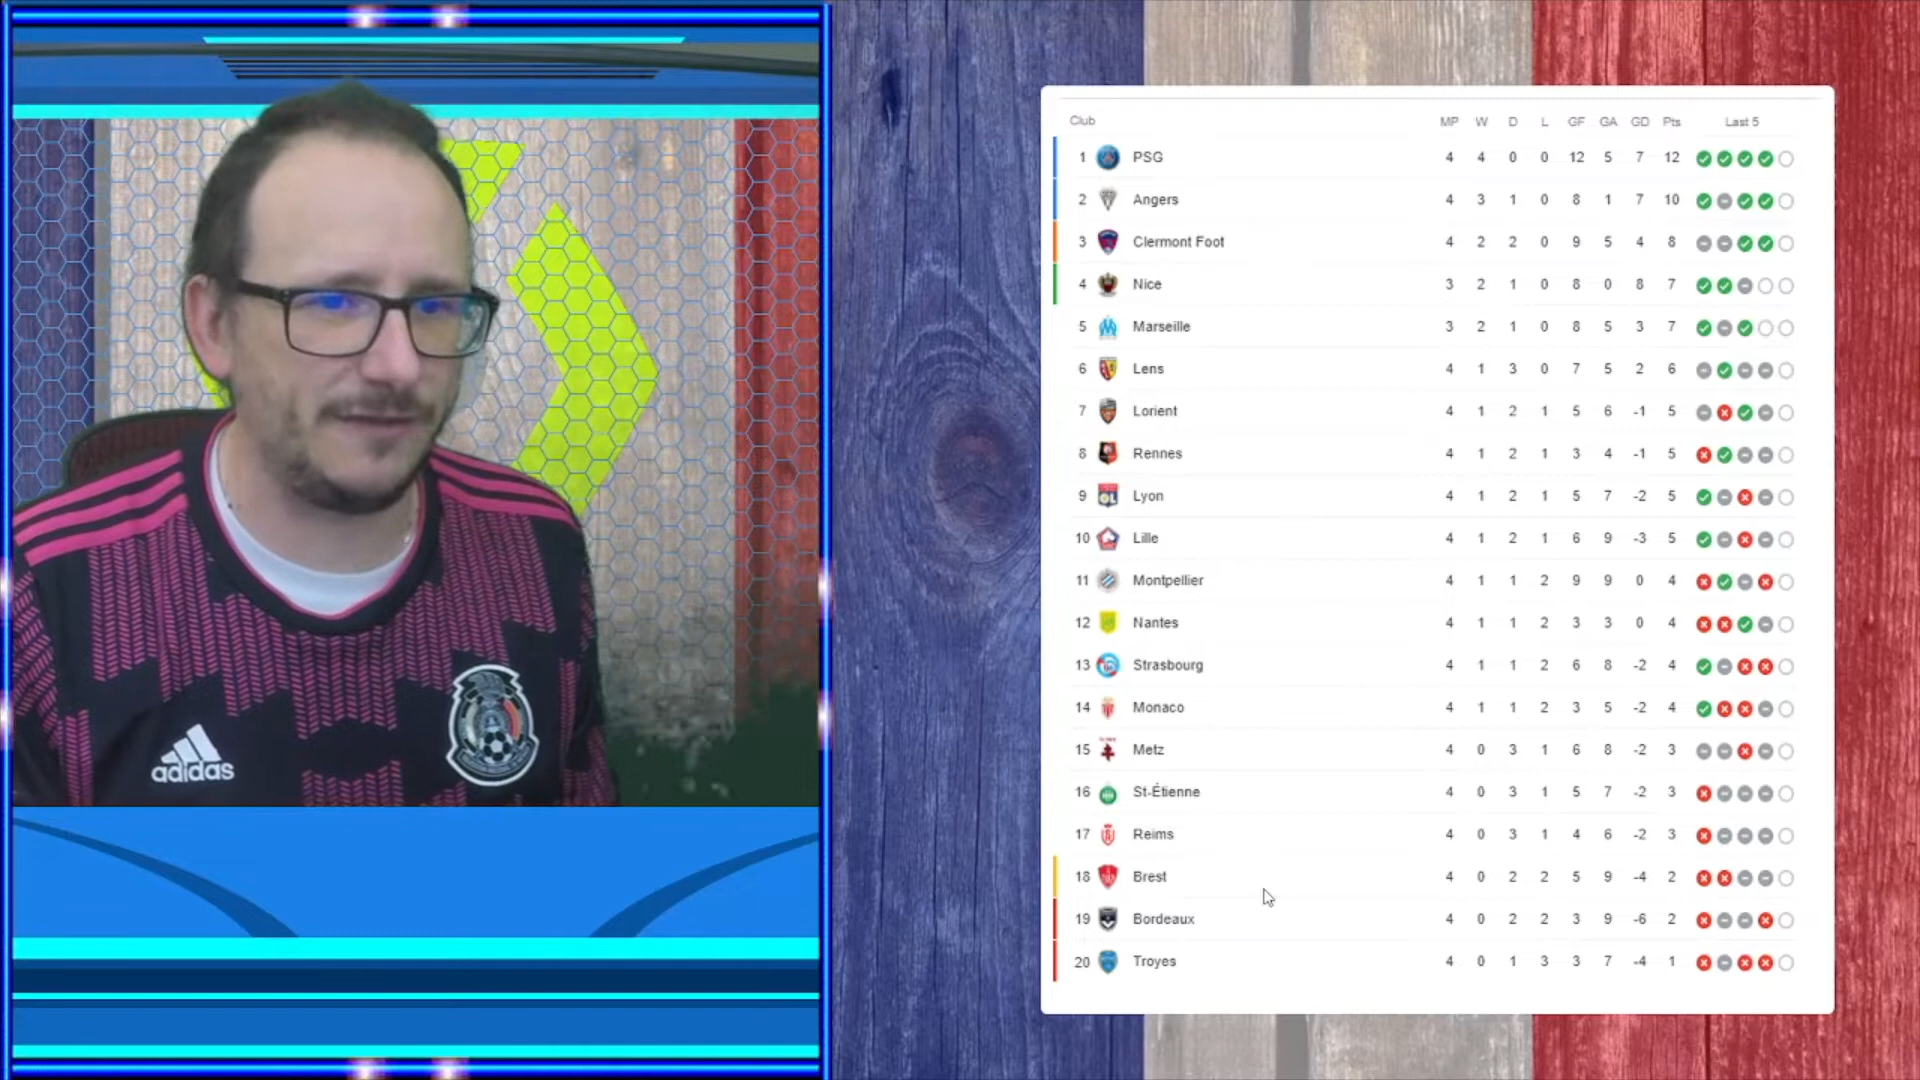 adidas
Club MP W D L GF GA GD Pts Last 5
1 PSG 4 4 0 0 12 5 7 12
2 Angers 4 3 1 0 8 1 7 10
3 Clermont Foot 4 2 2 0 9 5 4 8
4 Nice 3 2 1 0 8 0 8 7
5 Marseille 3 2 1 0 8 5 3 7
6 Lens 4 1 3 0 7 5 2 6
7 Lorient 4 1 2 1 5 6 -1 5
8 Rennes 4 1 2 1 3 4 -1 5
9 Lyon 4 1 2 1 5 7 -2 5
10 Lille 4 1 2 1 6 9 -3 5
11 Montpellier 4 1 1 2 9 9 0 4
12 Nantes 4 1 1 2 3 3 0 4
13 Strasbourg 4 1 1 2 6 8 -2 4
14 Monaco 4 1 1 2 3 5 -2 4
15 Metz 4 0 3 1 6 8 -2 3
16 St-Étienne 4 0 3 1 5 7 -2 3
17 Reims 4 0 3 1 4 6 -2 3
18 Brest 4 0 2 2 5 9 -4 2
19 Bordeaux 4 0 2 2 3 9 -6 2
20 Troyes 4 0 1 3 3 7 -4 1